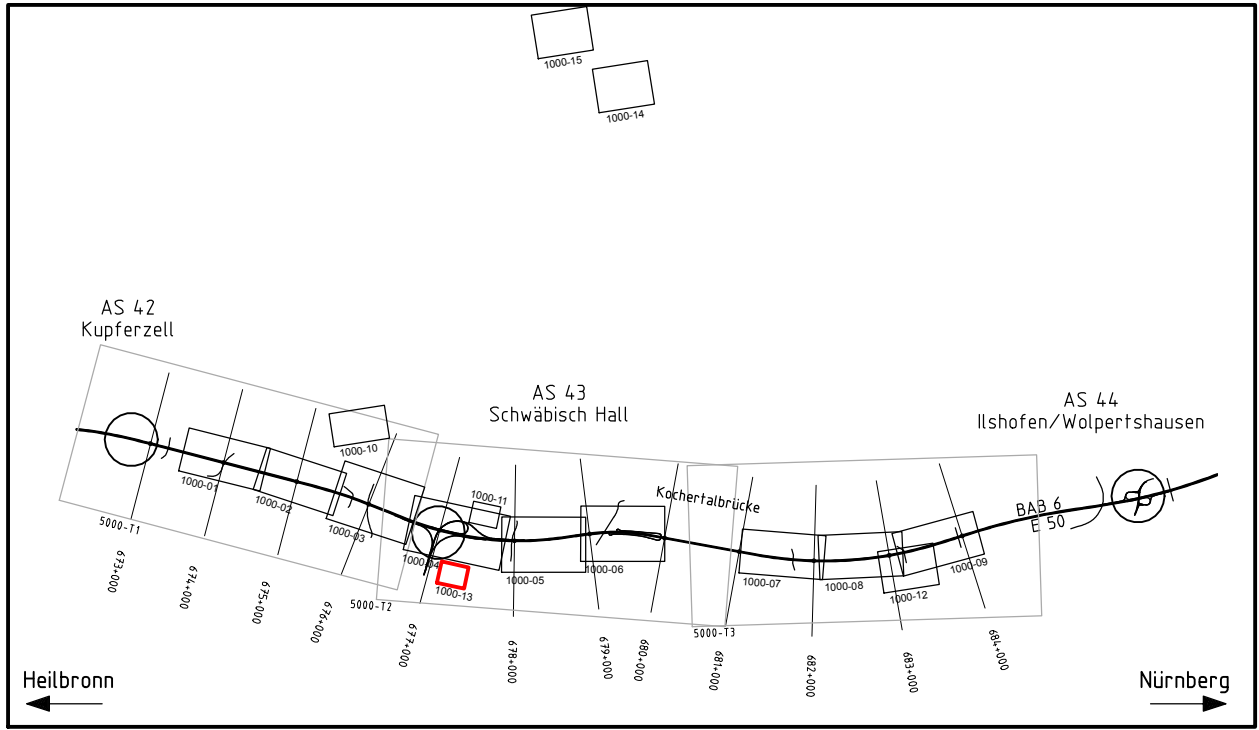 1000-15
1000-14
AS 42
Kupferzell
AS 43
Schwäbisch Hall
AS 44
Ilshofen/Wolpertshausen
1000-10
1000-01
1000-02
1000-03
1000-11
1000-04
1000-13
1000-05
1000-06
Kochertalbrücke
1000-07
1000-08
1000-12
1000-09
BAB 6
E 50
5000-T1
5000-T2
5000-T3
673+000
674+000
675+000
676+000
677+000
678+000
679+000
680+000
681+000
682+000
683+000
684+000
Heilbronn
Nürnberg